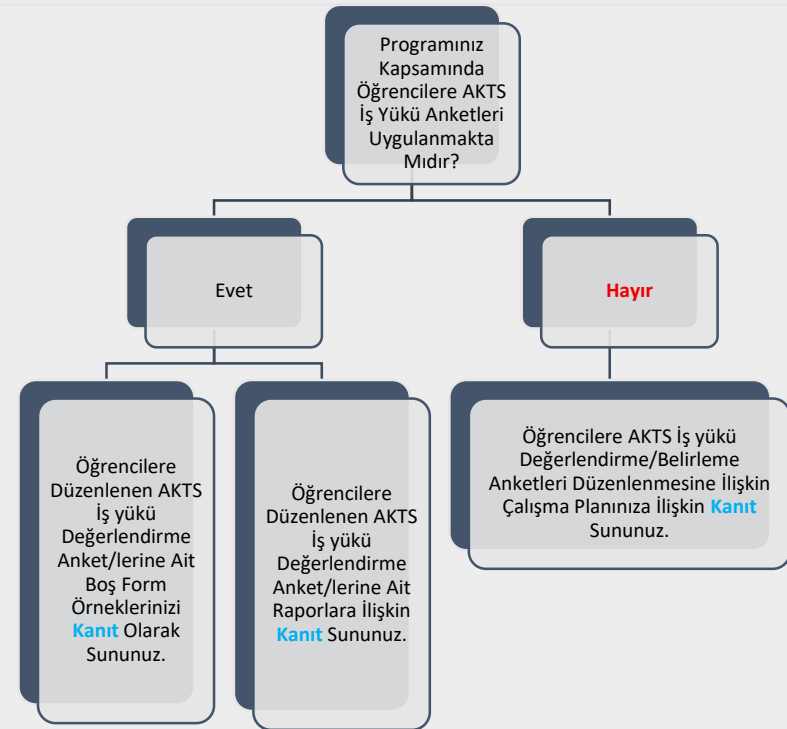 Programınız
Kapsamında
Öğrencilere AKTS
İş Yükü Anketleri
Uygulanmakta
Mıdır?
Evet
Hayır
Öğrencilere
Düzenlenen AKTS
İş yükü
Değerlendirme
Anket/lerine Ait
Boş Form
Örneklerinizi
Kanıt Olarak
Sununuz.
Öğrencilere
Düzenlenen AKTS
İş yükü
Değerlendirme
Anket/lerine Ait
Raporlara İlişkin
Kanıt Sununuz.
Öğrencilere AKTS İş yükü
Değerlendirme/Belirleme
Anketleri Düzenlenmesine İlişkin
Çalışma Planınıza İlişkin Kanıt
Sununuz.